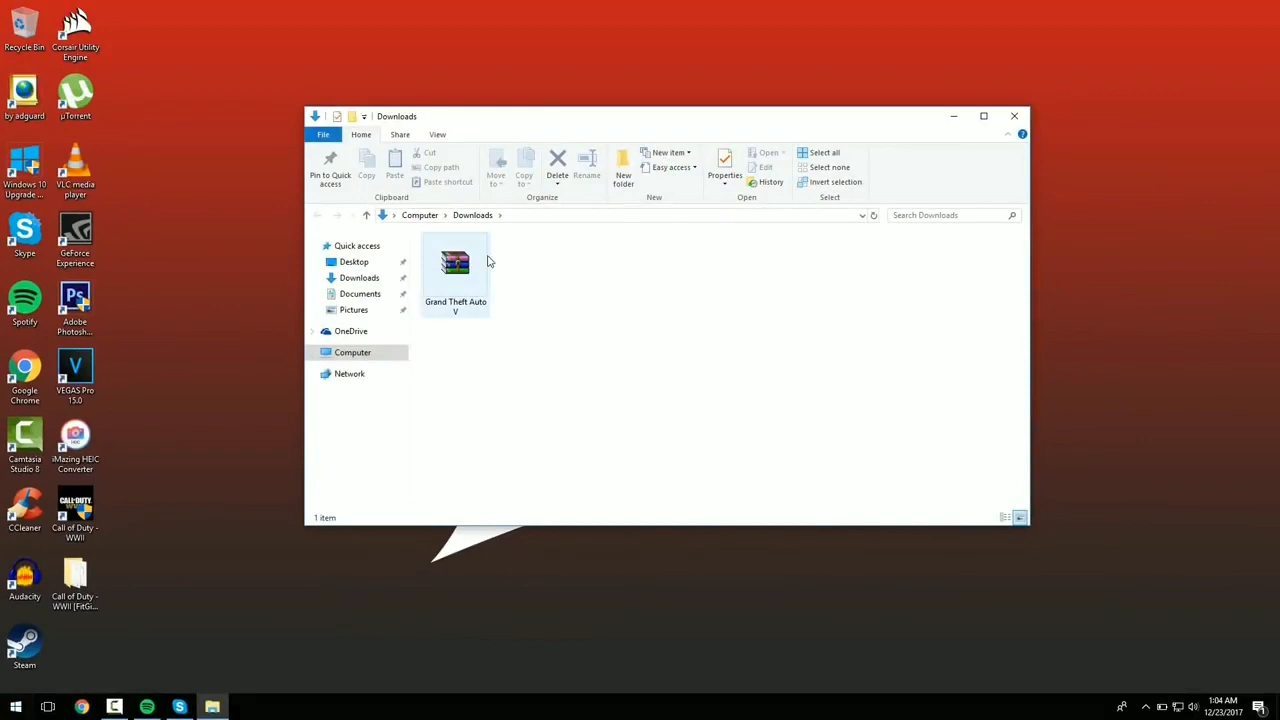 Recycle Bin
Corsair Utility
Engine
by adguard
µTorrent
Windows 10
Upgrade ...
VLC media
player
Skype
GeForce
Experience
Spotify
Adobe
Photosh...
Google
Chrome
VEGAS Pro
15.0
Camtasia
Studio 8
iMazing HEIC
Converter
CCleaner
Call of Duty -
WWII
Audacity
Call of Duty -
WWII [FitGi...
Steam
Downloads
File
Home
Share
View
Pin to Quick
access
Copy
Paste
Cut
Copy path
Paste shortcut
Clipboard
Move
to
Copy
to
Delete
Rename
Organize
New
folder
New item
Easy access
New
Properties
Open
Edit
History
Open
Select all
Select none
Invert selection
Select
Computer
Downloads
Search Downloads
Quick access
Desktop
Downloads
Documents
Pictures
OneDrive
Computer
Network
Grand Theft Auto
V
1 item
1:04 AM
12/23/2017